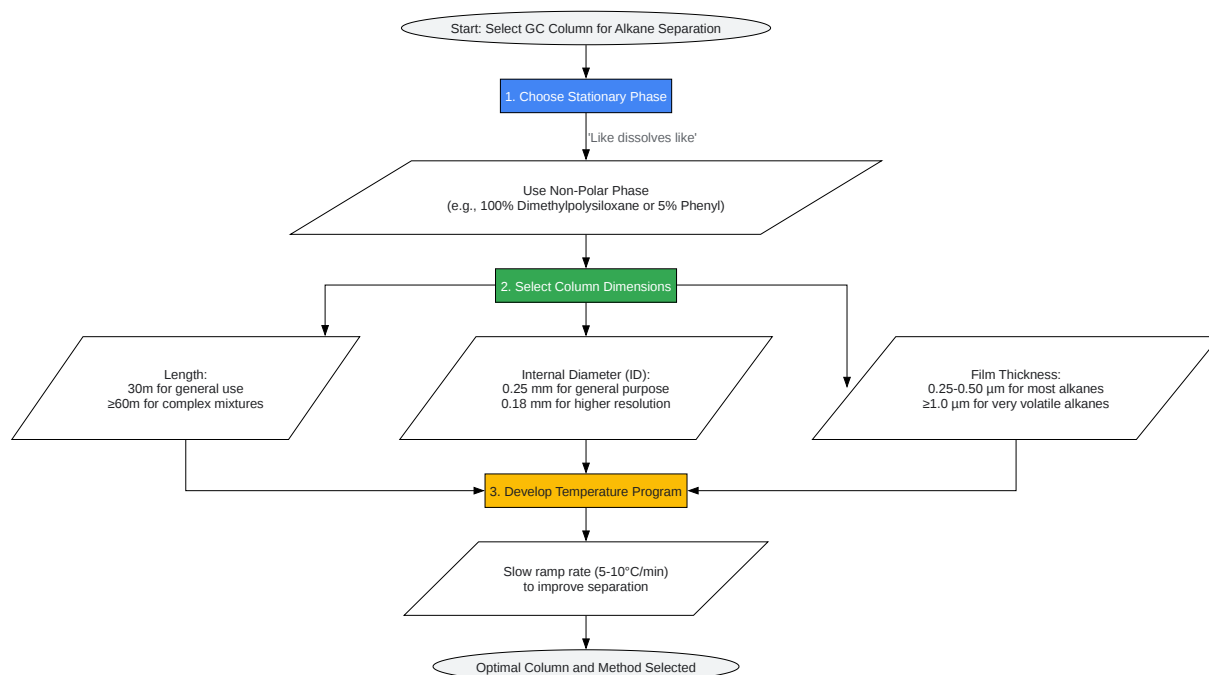 Start: Select GC Column for Alkane Separation
1. Choose Stationary Phase
'Like dissolves like'
Use Non-Polar Phase
(e.g., 100% Dimethylpolysiloxane or 5% Phenyl)
2. Select Column Dimensions
Length:
30m for general use
≥60m for complex mixtures
Internal Diameter (ID):
0.25 mm for general purpose
0.18 mm for higher resolution
Film Thickness:
0.25-0.50 µm for most alkanes
≥1.0 µm for very volatile alkanes
3. Develop Temperature Program
Slow ramp rate (5-10°C/min)
to improve separation
Optimal Column and Method Selected